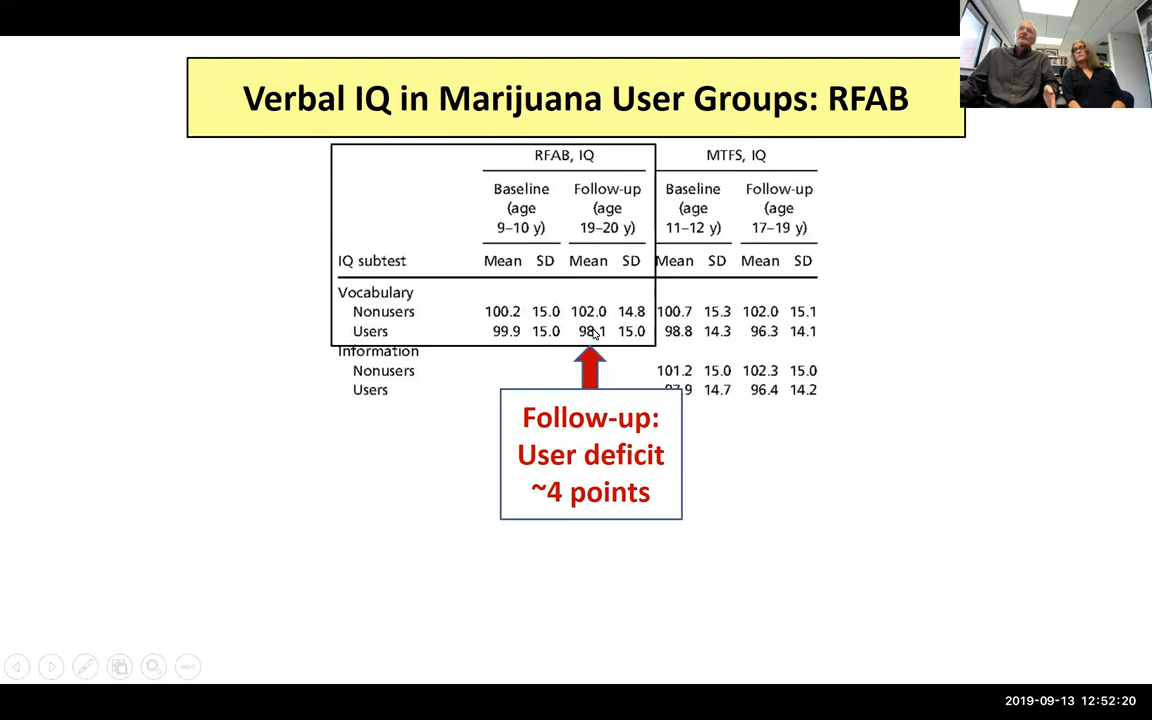 Verbal IQ in Marijuana User Groups: RFAB
RFAB, IQ MTFS, IQ
Baseline Follow-up Baseline Follow-up
(age (age (age (age
9–10 y) 19–20 y) 11–12 y) 17–19 y)
IQ subtest Mean SD Mean SD Mean SD Mean SD
Vocabulary
Nonusers 100.2 15.0 102.0 14.8 100.7 15.3 102.0 15.1
Users 99.9 15.0 98.1 15.0 98.8 14.3 96.3 14.1
Information
Nonusers 101.2 15.0 102.3 15.0
Users 97.9 14.7 96.4 14.2
Follow-up:
User deficit
~4 points
2019-09-13 12:52:20